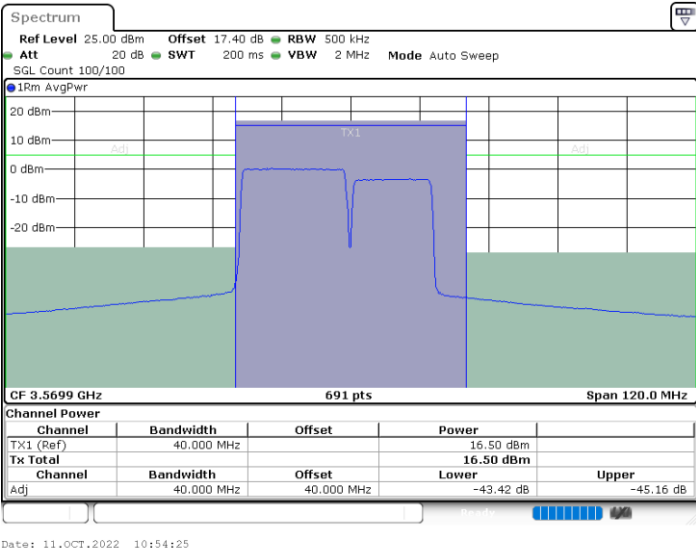 Spectrum
Ref Level 25.00 dBm Offset 17.40 dB RBW 500 kHz
Att 20 dB SWT 200 ms VBW 2 MHz Mode Auto Sweep
SGL Count 100/100
1Rm AvgPwr
20 dBm
TX1
10 dBm
Adj Adj
0 dBm
-10 dBm
-20 dBm
CF 3.5699 GHz 691 pts Span 120.0 MHz
Channel Power
Channel Bandwidth Offset Power
TX1 (Ref) 40.000 MHz 16.50 dBm
Tx Total 16.50 dBm
Channel Bandwidth Offset Lower Upper
Adj 40.000 MHz 40.000 MHz -43.42 dB -45.16 dB
Ready
Date: 11.OCT.2022 10:54:25